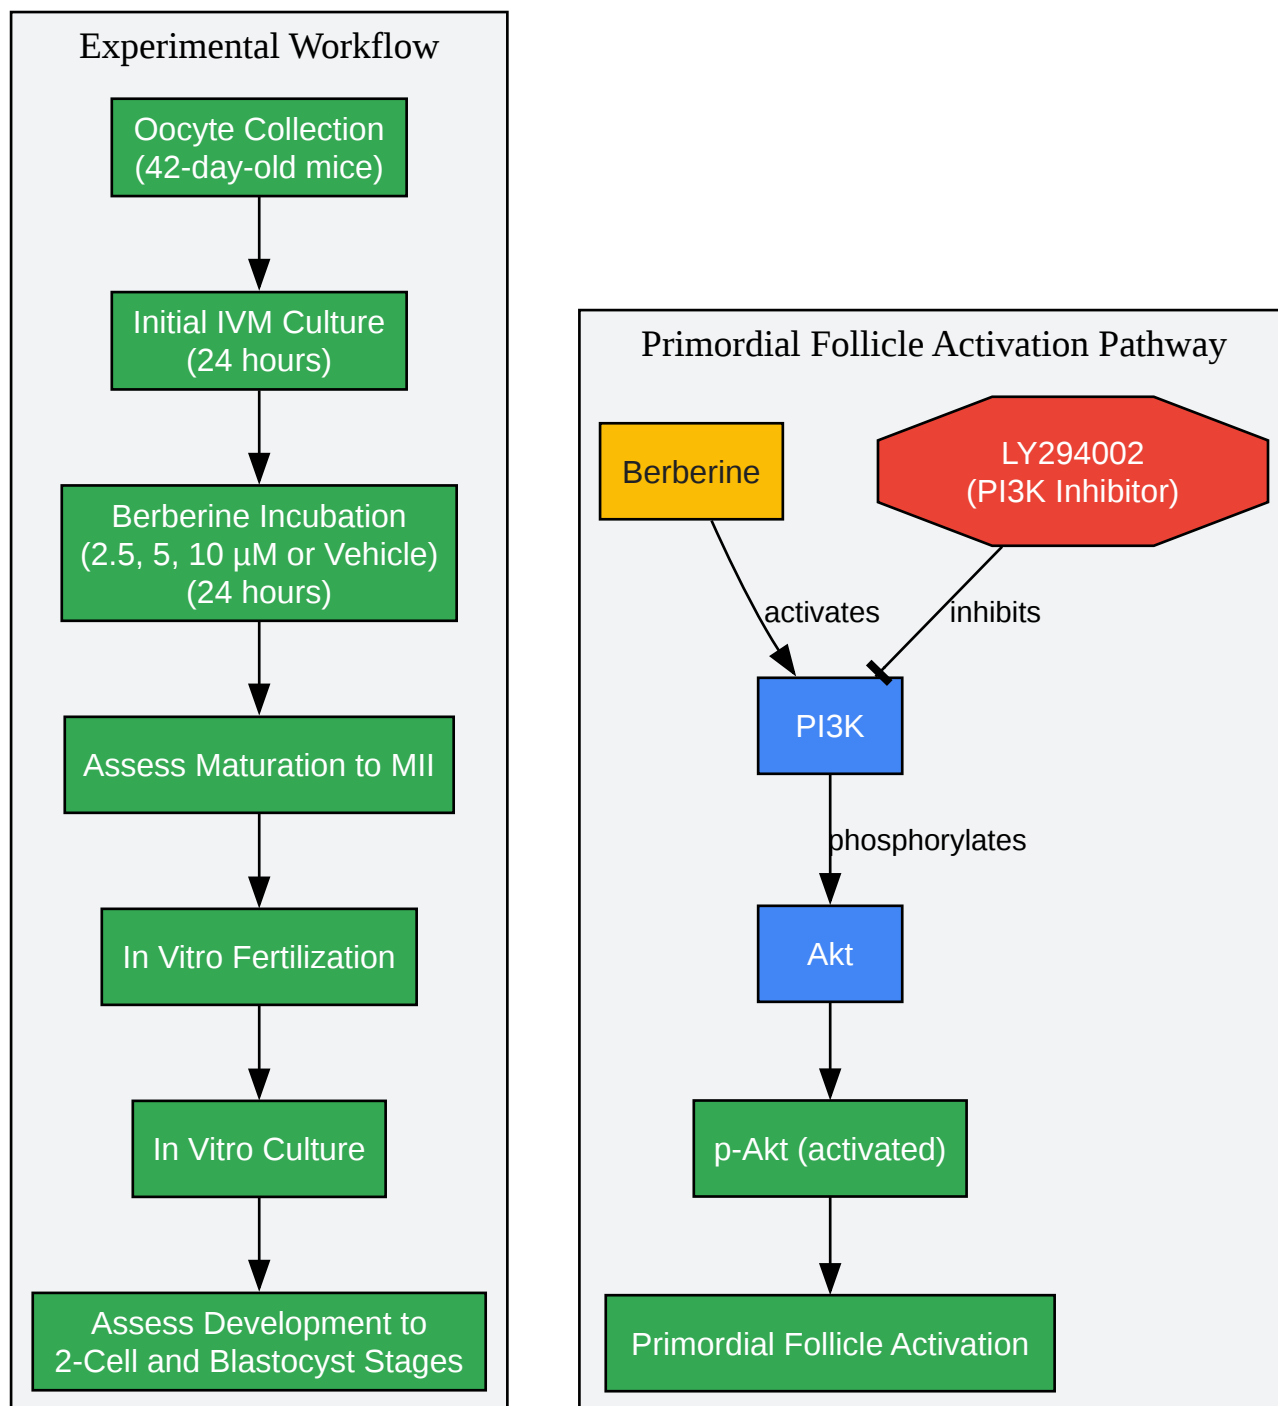 Experimental Workflow
Oocyte Collection
(42-day-old mice)
Initial IVM Culture
(24 hours)
Berberine Incubation
(2.5, 5, 10 µM or Vehicle)
(24 hours)
Assess Maturation to MII
In Vitro Fertilization
In Vitro Culture
Assess Development to
2-Cell and Blastocyst Stages
Primordial Follicle Activation Pathway
Berberine
LY294002
(PI3K Inhibitor)
activates
inhibits
PI3K
phosphorylates
Akt
p-Akt (activated)
Primordial Follicle Activation